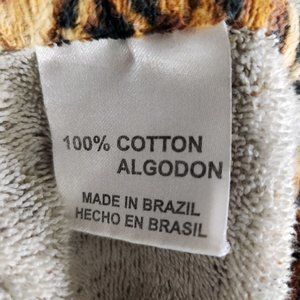 100% COTTON
ALGODON
MADE IN BRAZIL
HECHO EN BRASIL